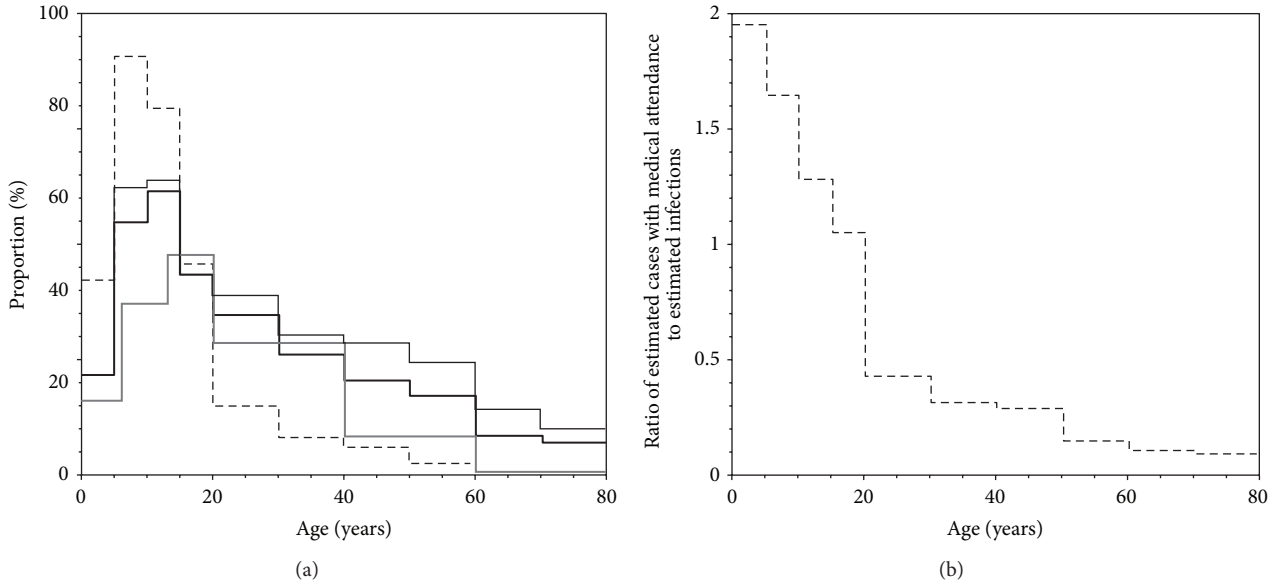 100
80
60
40
20
0
Proportion (%)
0 20 40 60 80
Age (years)
(a)
2
1.5
1
0.5
0
Ratio of estimated cases with medical attendance
to estimated infections
0 20 40 60 80
Age (years)
(b)